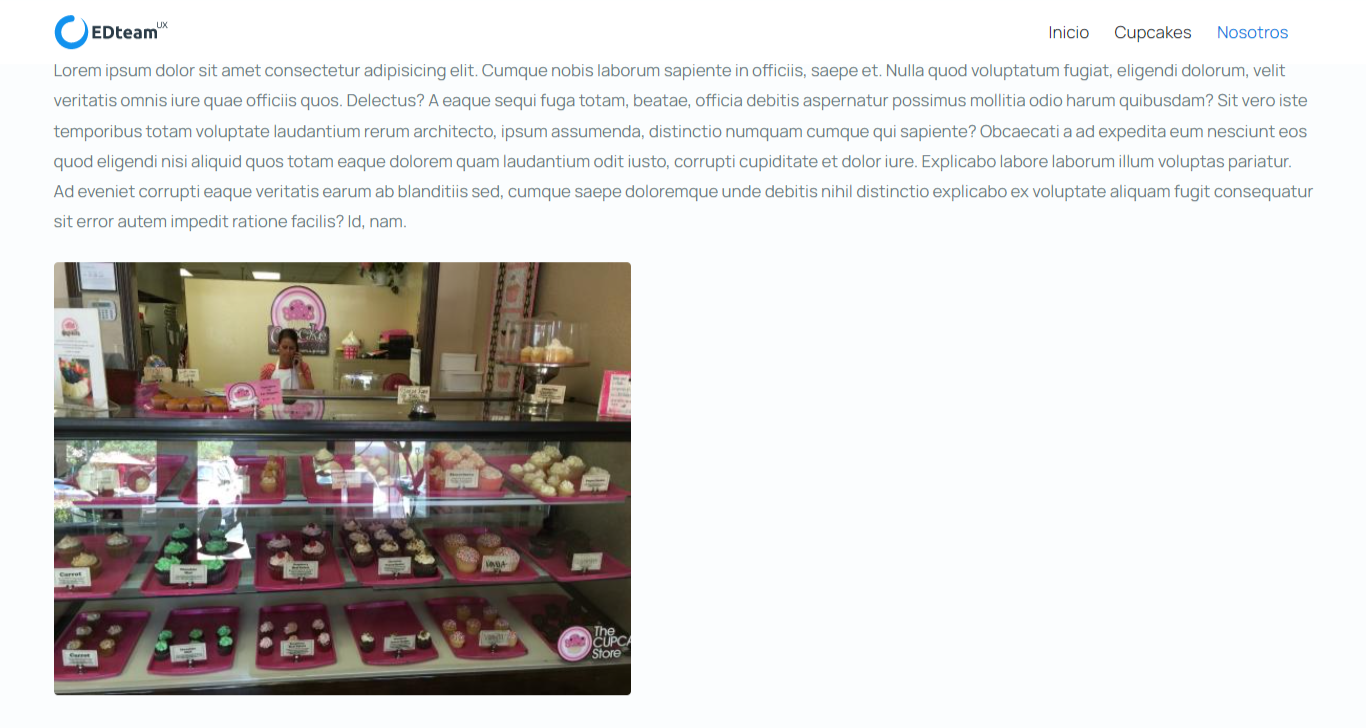 EDteam UX
Inicio Cupcakes Nosotros
Lorem ipsum dolor sit amet consectetur adipisicing elit. Cumque nobis laborum sapiente in officiis, saepe et. Nulla quod voluptatum fugiat, eligendi dolorum, velit
veritatis omnis iure quae officiis quos. Delectus? A eaque sequi fuga totam, beatae, officia debitis aspernatur possimus mollitia odio harum quibusdam? Sit vero iste
temporibus totam voluptate laudantium rerum architecto, ipsum assumenda, distinctio numquam cumque qui sapiente? Obcaecati a ad expedita eum nesciunt eos
quod eligendi nisi aliquid quos totam eaque dolorem quam laudantium odit iusto, corrupti cupiditate et dolor iure. Explicabo labore laborum illum voluptas pariatur.
Ad eveniet corrupti eaque veritatis earum ab blanditiis sed, cumque saepe doloremque unde debitis nihil distinctio explicabo ex voluptate aliquam fugit consequatur
sit error autem impedit ratione facilis? Id, nam.
Carrot
Carrot
The
CUPCA
Store